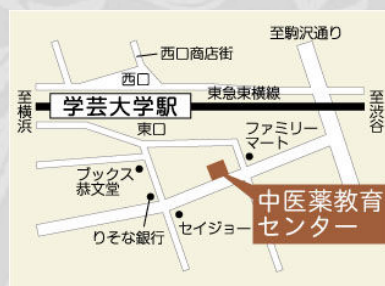 至駒沢通り
西口商店街
西口
東急東横線
至横浜
学芸大学駅
至渋谷
東口
ファミリー
マート
ブックス
恭文堂
中医薬教育
センター
セイジョー
りそな銀行